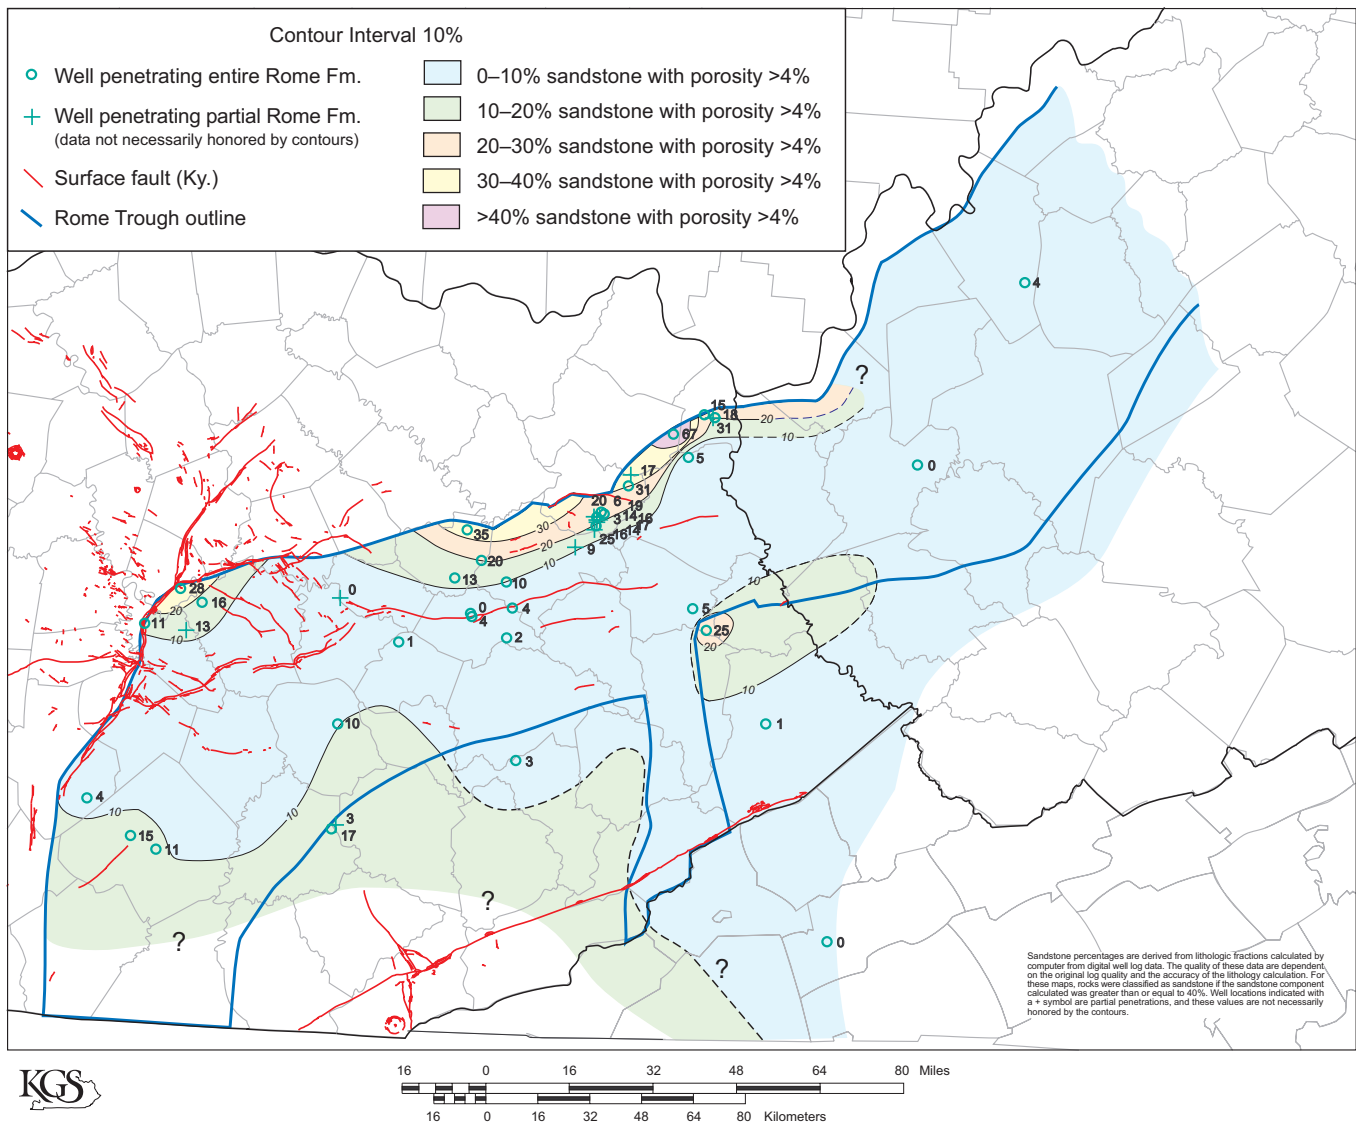 Contour Interval 10%
Well penetrating entire Rome Fm.
Well penetrating partial Rome Fm.
(data not necessarily honored by contours)
Surface fault (Ky.)
Rome Trough outline
0–10% sandstone with porosity >4%
10–20% sandstone with porosity >4%
20–30% sandstone with porosity >4%
30–40% sandstone with porosity >4%
>40% sandstone with porosity >4%
4
?
15
18
20
31
10
67
5
0
17
31
20
6
19
3
14
16
17
14
16
25
9
35
30
20
10
20
13
10
28
20
16
11
13
10
0
0
4
4
2
1
10
5
25
20
10
1
10
3
4
10
10
3
17
15
11
?
?
?
0
Sandstone percentages are derived from lithologic fractions calculated by
computer from digital well log data. The quality of these data are dependent
on the original log quality and the accuracy of the lithology calculation. For
these maps, rocks were classified as sandstone if the sandstone component
calculated was greater than or equal to 40%. Well locations indicated with
a + symbol are partial penetrations, and these values are not necessarily
honored by the contours.
KGS
16 0 16 32 48 64 80 Miles
16 0 16 32 48 64 80 Kilometers